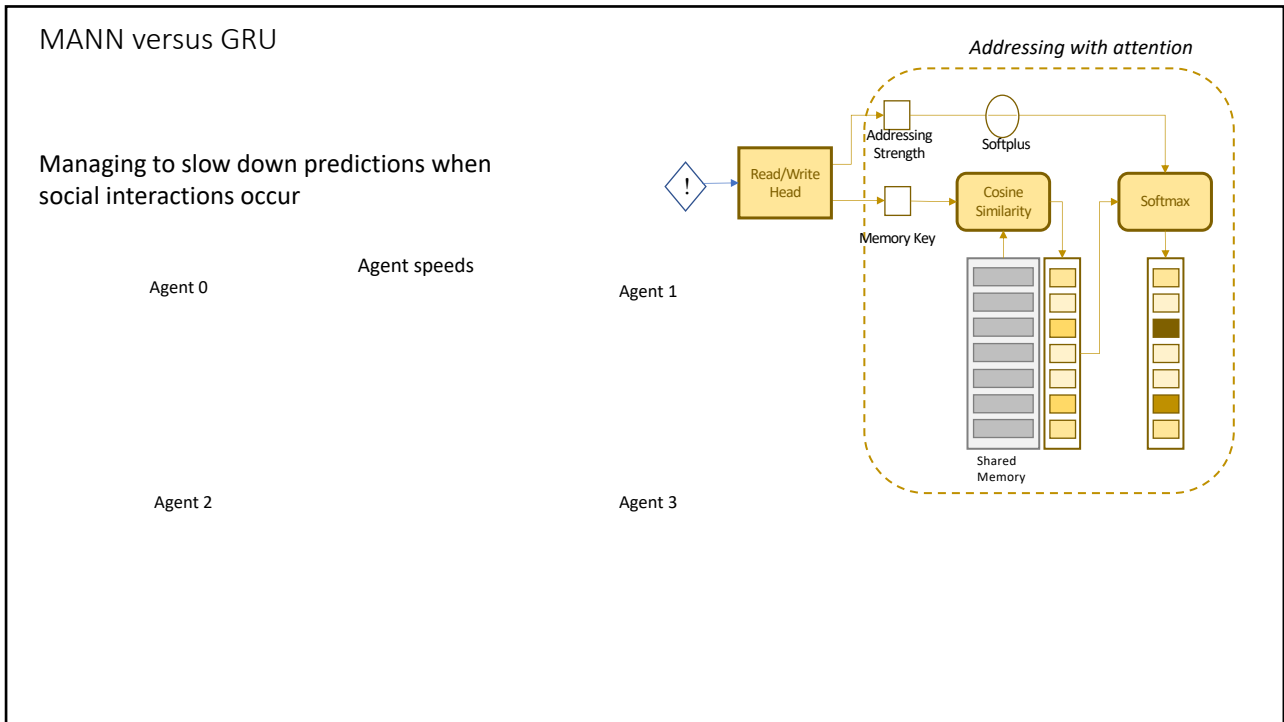 MANN versus GRU
Addressing with attention
Managing to slow down predictions when
social interactions occur
!
Read/Write
Head
Addressing
Strength
Softplus
Memory Key
Cosine
Similarity
Softmax
Shared
Memory
Agent speeds
Agent 0
Agent 1
Agent 2
Agent 3